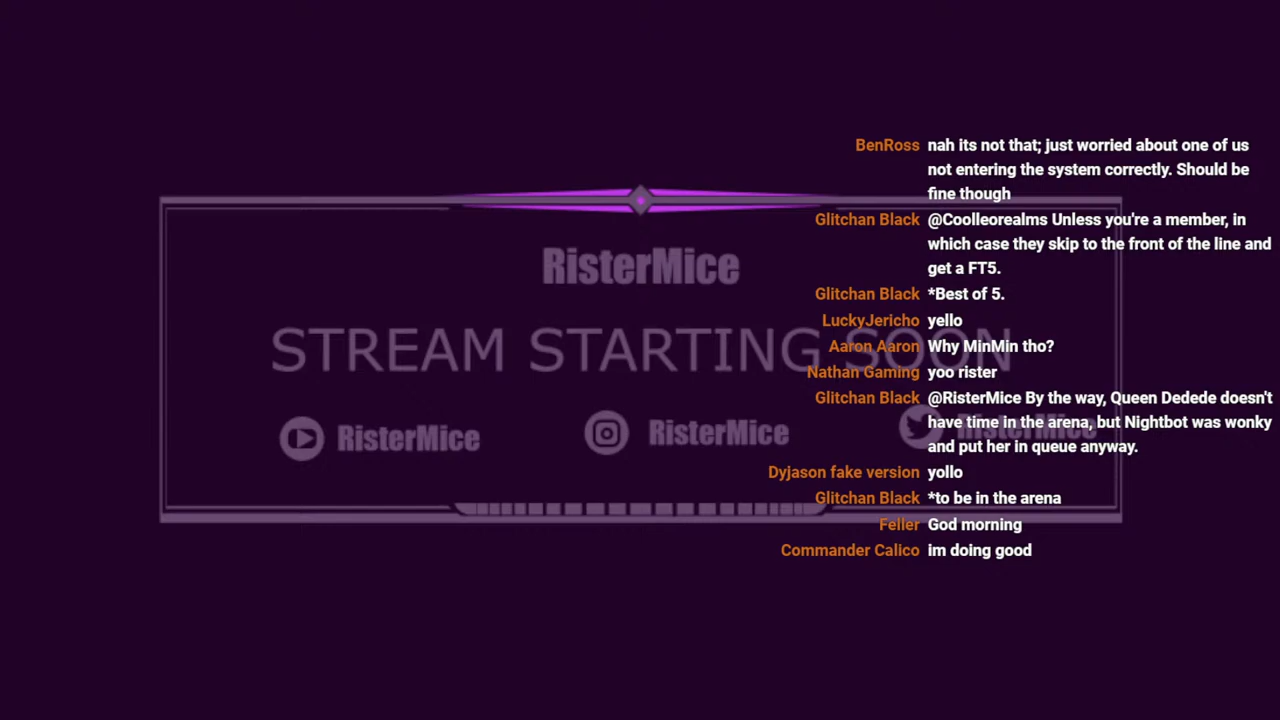 BenRoss nah its not that; just worried about one of us
not entering the system correctly. Should be
fine though
Glitchan Black @Coolleorealms Unless you're a member, in
which case they skip to the front of the line and
get a FT5.
RisterMice
Glitchan Black *Best of 5.
LuckyJericho yello
STREAM STARTING SOON
Aaron Aaron Why MinMin tho?
Nathan Gaming yoo rister
Glitchan Black @RisterMice By the way, Queen Dedede doesn't
have time in the arena, but Nightbot was wonky
and put her in queue anyway.
RisterMice RisterMice RisterMice
Dyjason fake version yollo
Glitchan Black *to be in the arena
Feller God morning
Commander Calico im doing good